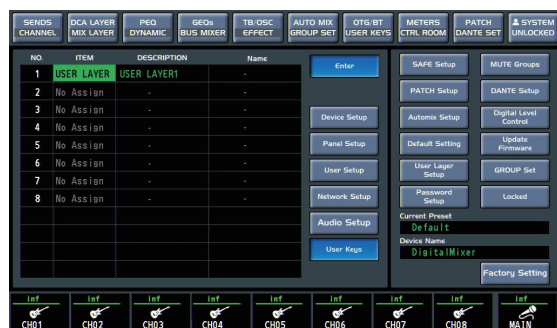 SENDS DCA LAYER PEQ GEQs TB/OSC AUTO MIX OTG/BT METERS PATCH SYSTEM
CHANNEL MIX LAYER DYNAMIC BUS MIXER EFFECT GROUP SET USER KEYS CTRL ROOM DANTE SET UNLOCKED
NO. ITEM DESCRIPTION Name
1 USER LAYER USER LAYER1 -
2 No Assign - -
3 No Assign - -
4 No Assign - -
5 No Assign - -
6 No Assign - -
7 No Assign - -
8 No Assign - -
Enter
Device Setup
Panel Setup
User Setup
Network Setup
Audio Setup
User Keys
SAFE Setup MUTE Groups
PATCH Setup DANTE Setup
Automix Setup Digital Level
Control
Default Setting Update
Firmware
User Layer
Setup GROUP Set
Password
Setup Locked
Current Preset
Default
Device Name
DigitalMixer
Factory Setting
inf inf inf inf inf inf inf inf inf
CH01 CH02 CH03 CH04 CH05 CH06 CH07 CH08 MAIN